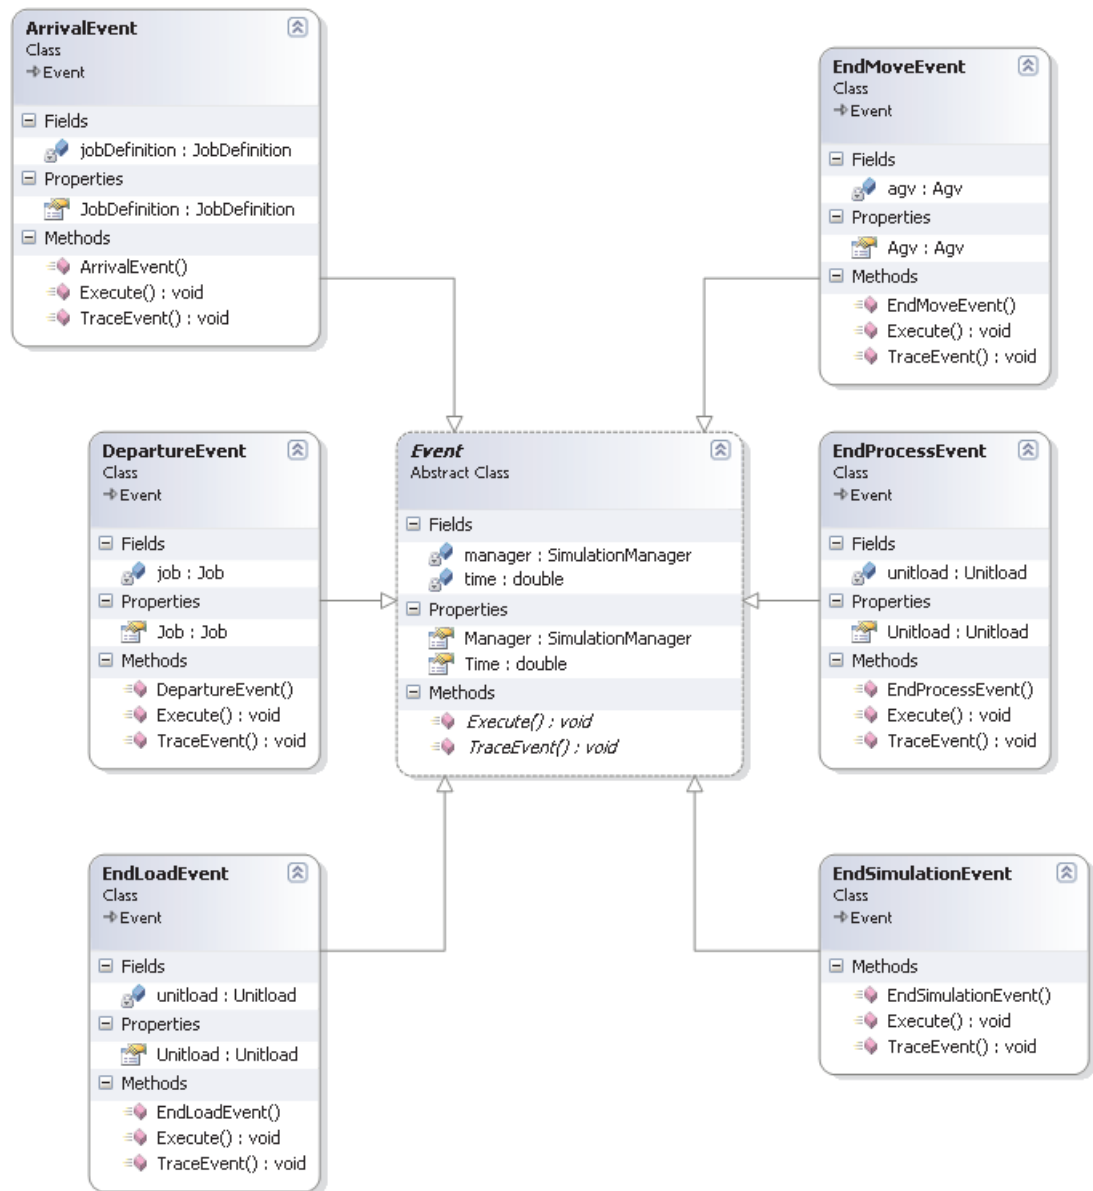 ArrivalEvent
Class
Event
Fields
jobDefinition : JobDefinition
Properties
JobDefinition : JobDefinition
Methods
ArrivalEvent()
Execute() : void
TraceEvent() : void
EndMoveEvent
Class
Event
Fields
agv : Agv
Properties
Agv : Agv
Methods
EndMoveEvent()
Execute() : void
TraceEvent() : void
DepartureEvent
Class
Event
Fields
job : Job
Properties
Job : Job
Methods
DepartureEvent()
Execute() : void
TraceEvent() : void
Event
Abstract Class
Fields
manager : SimulationManager
time : double
Properties
Manager : SimulationManager
Time : double
Methods
Execute() : void
TraceEvent() : void
EndProcessEvent
Class
Event
Fields
unitload : Unitload
Properties
Unitload : Unitload
Methods
EndProcessEvent()
Execute() : void
TraceEvent() : void
EndLoadEvent
Class
Event
Fields
unitload : Unitload
Properties
Unitload : Unitload
Methods
EndLoadEvent()
Execute() : void
TraceEvent() : void
EndSimulationEvent
Class
Event
Methods
EndSimulationEvent()
Execute() : void
TraceEvent() : void